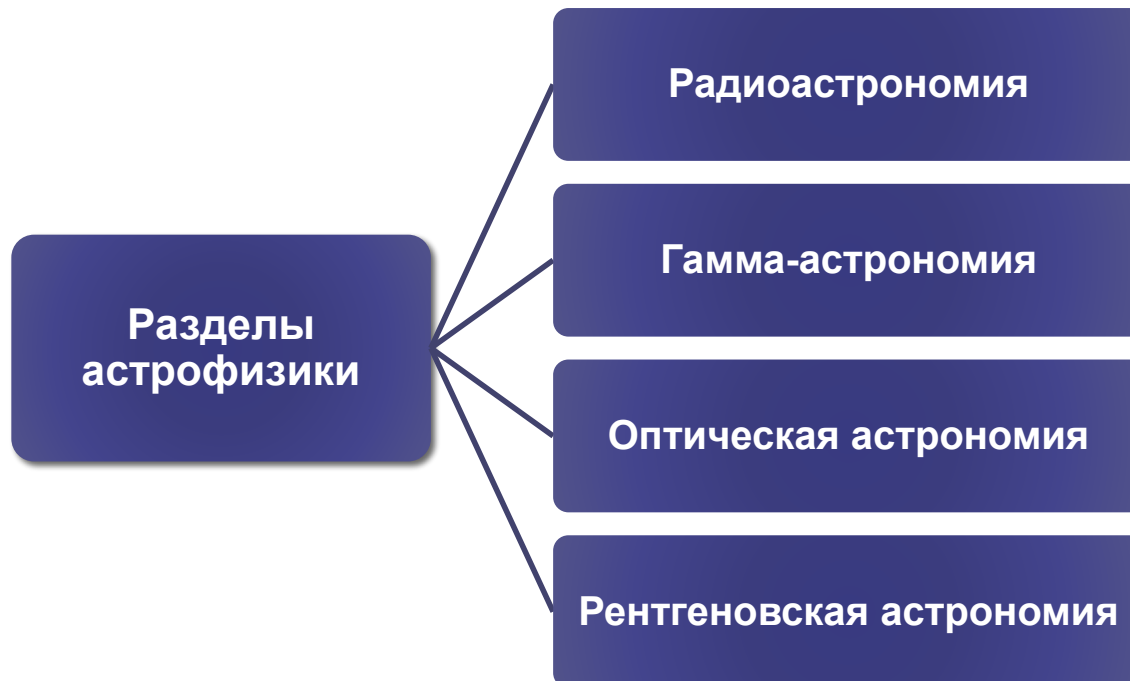 Разделы
астрофизики
Радиоастрономия
Гамма-астрономия
Оптическая астрономия
Рентгеновская астрономия